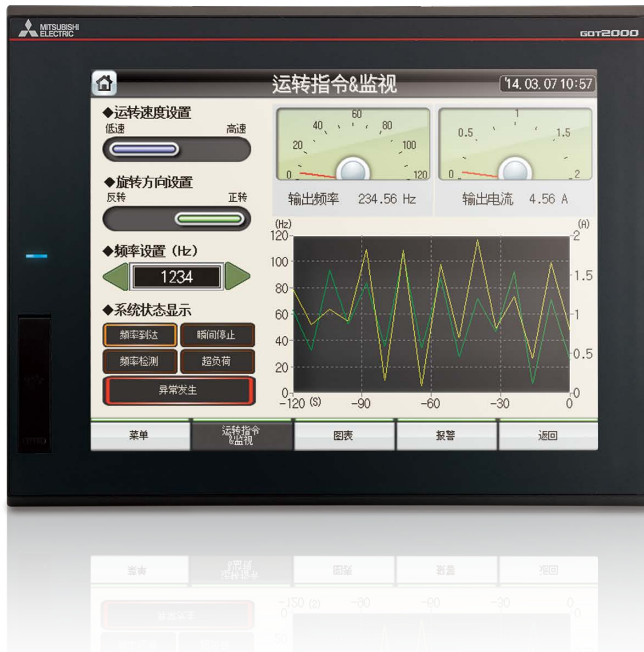 MITSUBISHI
ELECTRIC
GOT2000
运转指令&监视
'14. 03. 07 10:57
◆运转速度设置
低速 高速
◆旋转方向设置
反转 正转
◆频率设置 (Hz)
1234
◆系统状态显示
频率到达 瞬间停止
频率检测 超负荷
异常发生
0 20 40 60 80 100 120
输出频率 234.56 Hz
0 0.5 1 1.5 2
输出电流 4.56 A
(Hz) (A)
120 2
100
1.5
80
60 1
40
0.5
20
0 0
-120 (S) -90 -60 -30 0
菜单
运转指令
&监视
图表
报警
返回